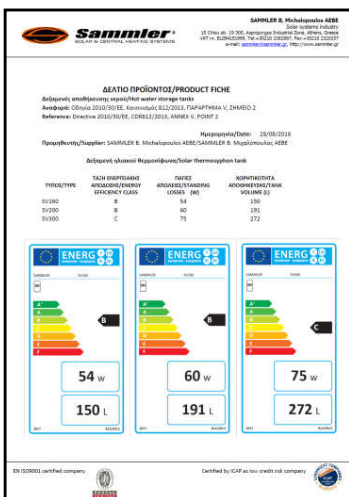 Sammler
SOLAR & CENTRAL HEATING SYSTEMS
SAMMLER B. Michalopoulos AEBE
Solar systems industry
ΔΕΛΤΙΟ ΠΡΟΪΟΝΤΟΣ/PRODUCT FICHE
Δεξαμενές αποθήκευσης νερού/Hot water storage tanks
Αναφορά: Οδηγία 2010/30/ΕΕ, Κανονισμός 812/2013, ΠΑΡΑΡΤΗΜΑ V, ΣΗΜΕΙΟ 2
Reference: Directive 2010/30/EE, CDR812/2013, ANNEX V, POINT 2
Ημερομηνία/Date: 28/08/2016
Προμηθευτής/Supplier: SAMMLER B. Michalopoulos AEBE/SAMMLER Β. Μιχαλόπουλος ΑΕΒΕ
Δεξαμενή ηλιακού θερμοσίφωνα/Solar thermosyphon tank
ΤΥΠΟΣ/TYPE ΤΑΞΗ ΕΝΕΡΓΕΙΑΚΗΣ ΑΠΟΔΟΣΗΣ/ENERGY EFFICIENCY CLASS ΠΑΓΙΕΣ ΑΠΩΛΕΙΕΣ/STANDING LOSSES (W) ΧΩΡΗΤΙΚΟΤΗΤΑ ΑΠΟΘΗΚΕΥΣΗΣ/TANK VOLUME (L)
SV160 B 54 150
SV200 B 60 191
SV300 C 75 272
ENERG ENERG ENERG
B B C
54 W 60 W 75 W
150 L 191 L 272 L
EN ISO9001 certified company
Certified by ICAP as low credit risk company